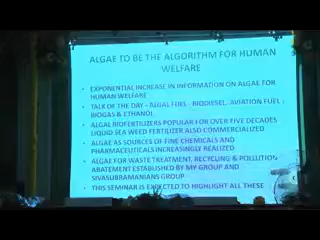 ALGAE TO BE THE ALGORITHM FOR HUMAN
WELFARE
• EXPONENTIAL INCREASE IN INFORMATION ON ALGAE FOR
HUMAN WELFARE
• TALK OF THE DAY - ALGAL FUEL - BIODIESEL, AVIATION FUEL ,
BIOGAS & ETHANOL
• ALGAL BIOFERTILIZERS POPULAR FOR OVER FIVE DECADES
LIQUID SEA WEED FERTILIZER ALSO COMMERCIALIZED
• ALGAE AS SOURCES OF FINE CHEMICALS AND
PHARMACEUTICALS INCREASINGLY REALIZED
• ALGAE FOR WASTE TREATMENT, RECYCLING & POLLUTION
ABATEMENT ESTABLISHED BY MY GROUP AND
SIVASUBRAMANIANS GROUP
• THIS SEMINAR IS EXPECTED TO HIGHLIGHT ALL THESE